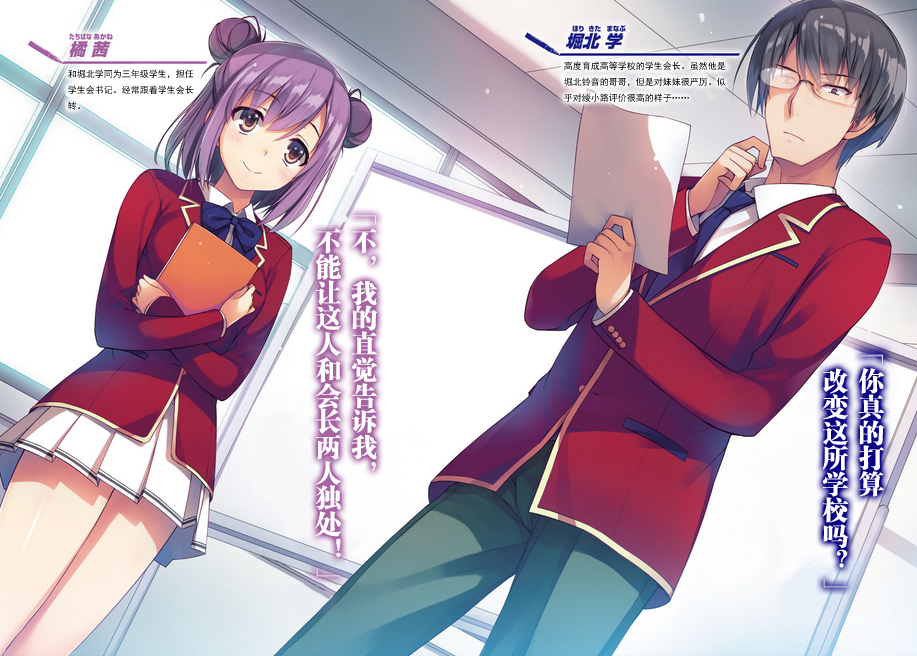 たちばな あかね
橘 茜
和堀北学同为三年级学生，担任
学生会书记。经常跟着学生会长
转。
ほり きた まなぶ
堀北 学
高度育成高等学校的学生会长。虽然他是
堀北铃音的哥哥，但是对妹妹很严厉。似
乎对绫小路评价很高的样子……
「不，我的直觉告诉我，
不能让这人和会长两人独处！」
「你真的打算
改变这所学校吗？」